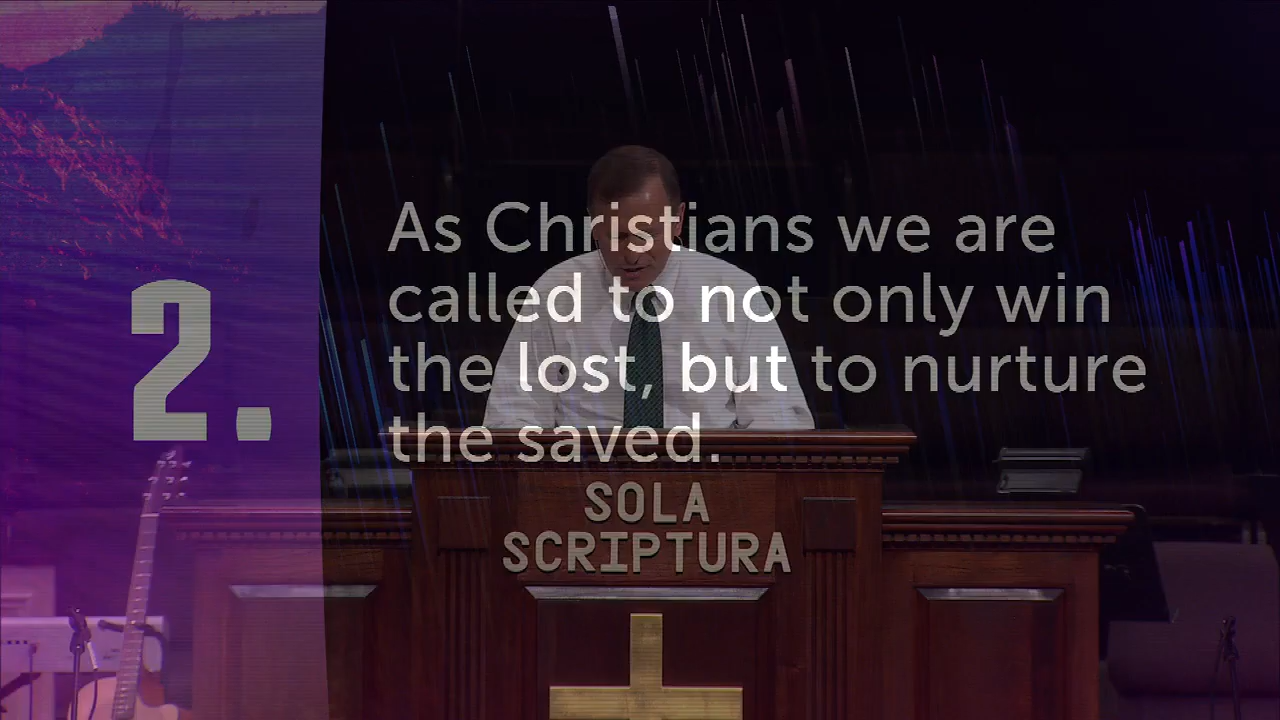 2.
As Christians we are
called to not only win
the lost, but to nurture
the saved.
SOLA
SCRIPTURA